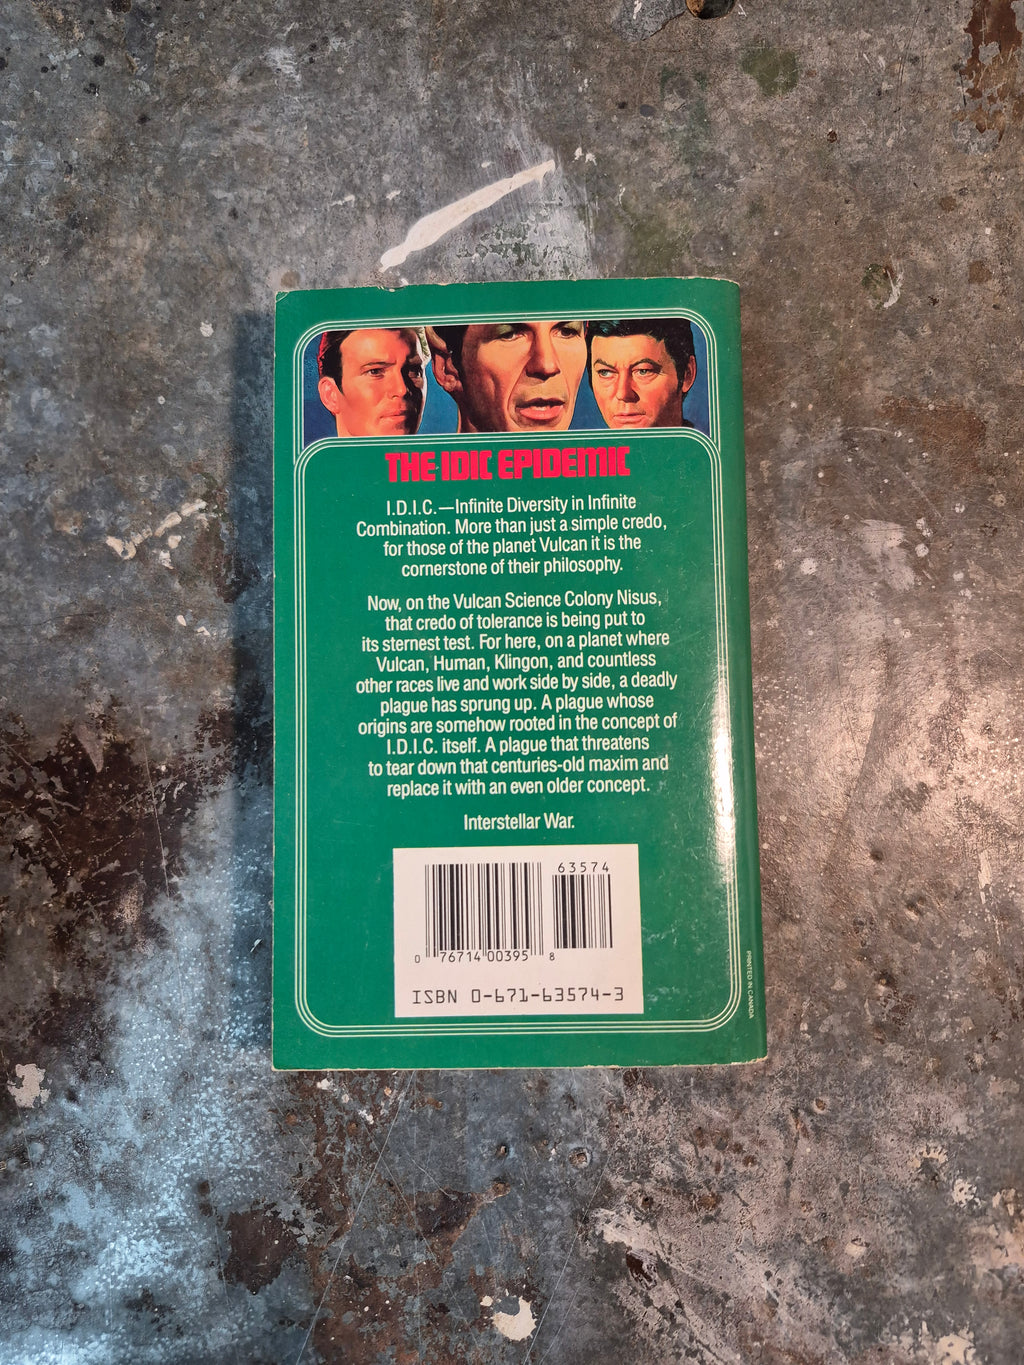 THE IDIC EPIDEMIC
I.D.I.C.—Infinite Diversity in Infinite
Combination. More than just a simple credo,
for those of the planet Vulcan it is the
cornerstone of their philosophy.
Now, on the Vulcan Science Colony Nisus,
that credo of tolerance is being put to
its sternest test. For here, on a planet where
Vulcan, Human, Klingon, and countless
other races live and work side by side, a deadly
plague has sprung up. A plague whose
origins are somehow rooted in the concept of
I.D.I.C. itself. A plague that threatens
to tear down that centuries-old maxim and
replace it with an even older concept.
Interstellar War.
63574
0 76714 00395 8
ISBN 0-671-63574-3
PRINTED IN CANADA